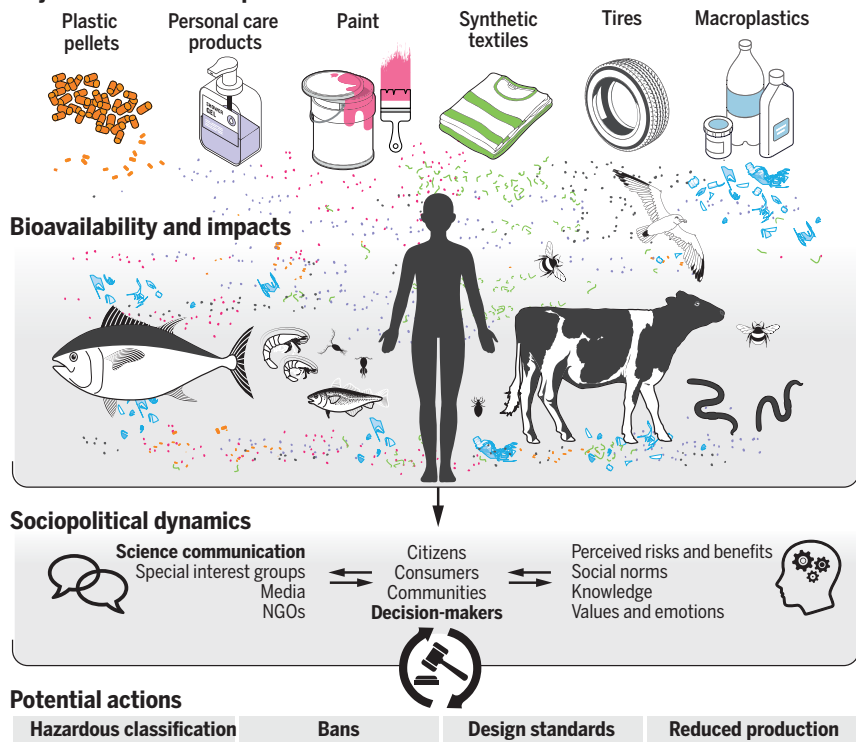 Plastic pellets
Personal care products
Paint
Synthetic textiles
Tires
Macroplastics
SHOWER GEL
Bioavailability and impacts
Sociopolitical dynamics
Science communication
Special interest groups
Media
NGOs
Citizens
Consumers
Communities
Decision-makers
Perceived risks and benefits
Social norms
Knowledge
Values and emotions
Potential actions
Hazardous classification
Bans
Design standards
Reduced production